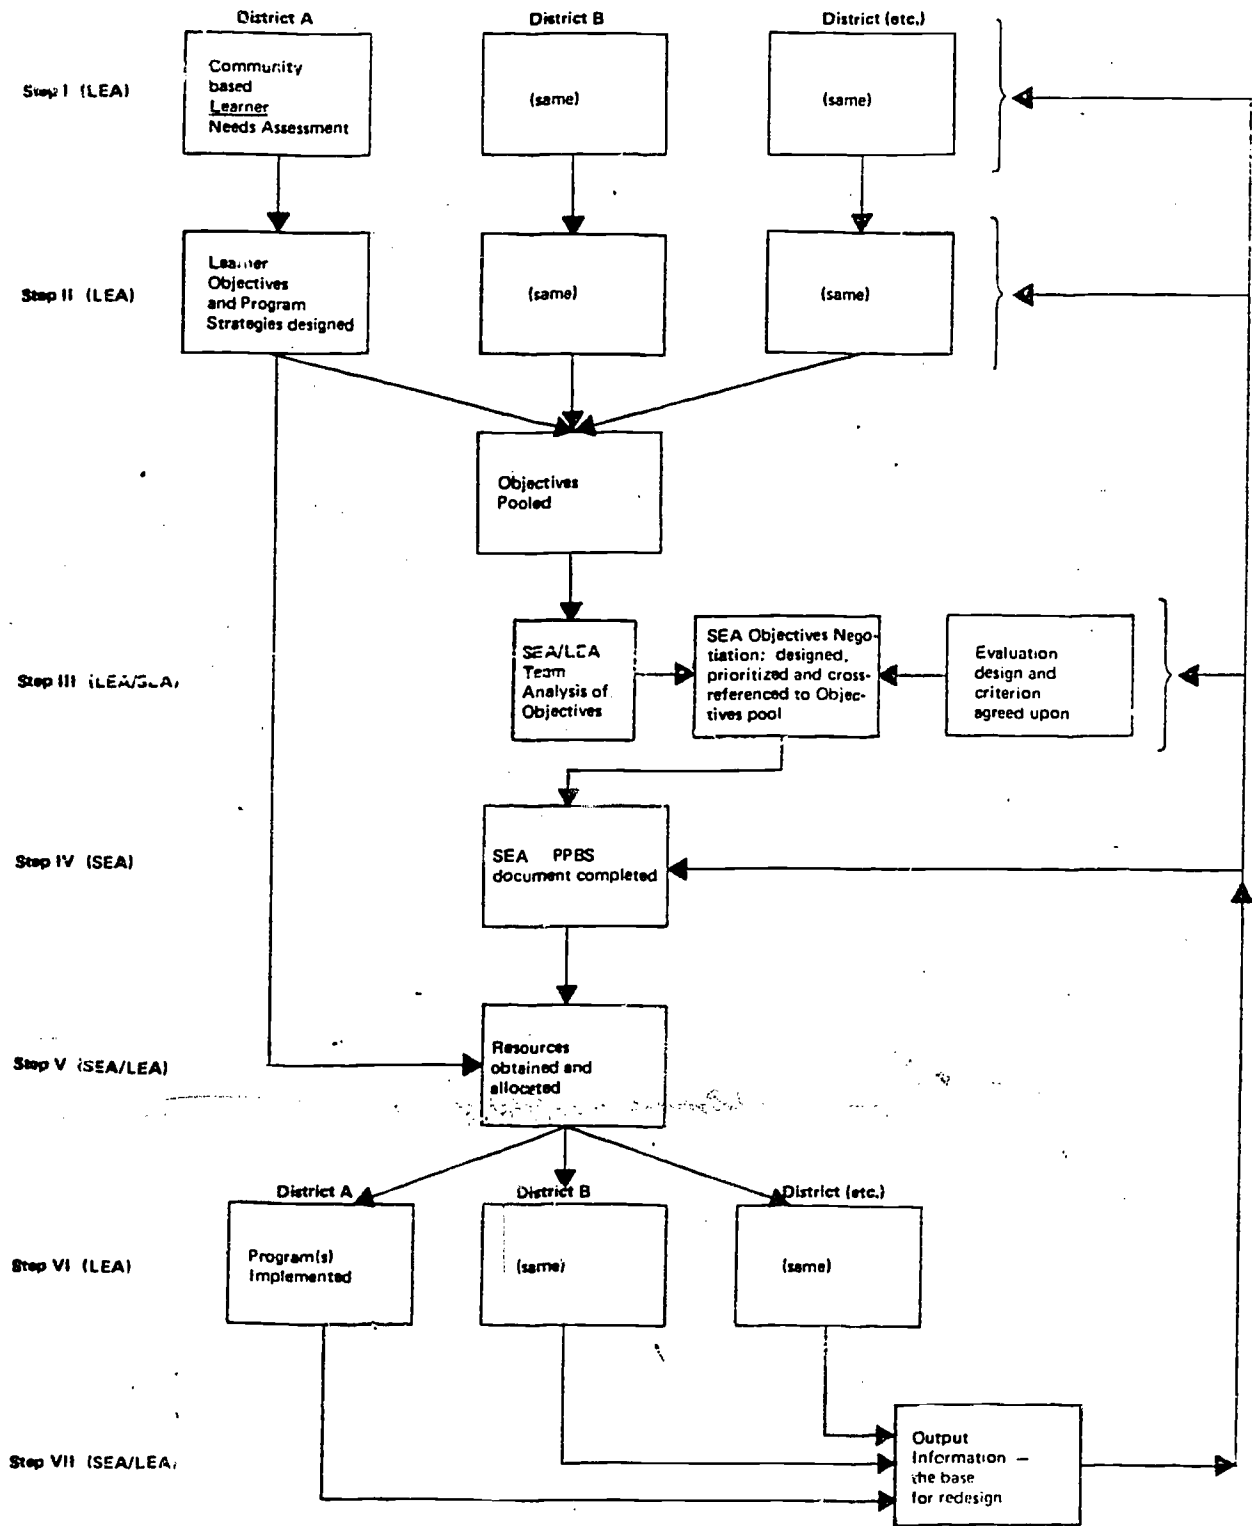 District A
District B
District (etc.)
Step I (LEA)
Community
based
Learner
Needs Assessment
(same)
(same)
Step II (LEA)
Learner
Objectives
and Program
Strategies designed
(same)
(same)
Objectives
Pooled
Step III (LEA/SEA)
SEA/LEA
Team
Analysis of
Objectives
SEA Objectives Nego-
tiation: designed,
prioritized and cross-
referenced to Objec-
tives pool
Evaluation
design and
criterion
agreed upon
Step IV (SEA)
SEA PPBS
document completed
Step V (SEA/LEA)
Resources
obtained and
allocated
District A
District B
District (etc.)
Step VI (LEA)
Program(s)
Implemented
(same)
(same)
Step VII (SEA/LEA)
Output
Information –
the base
for redesign